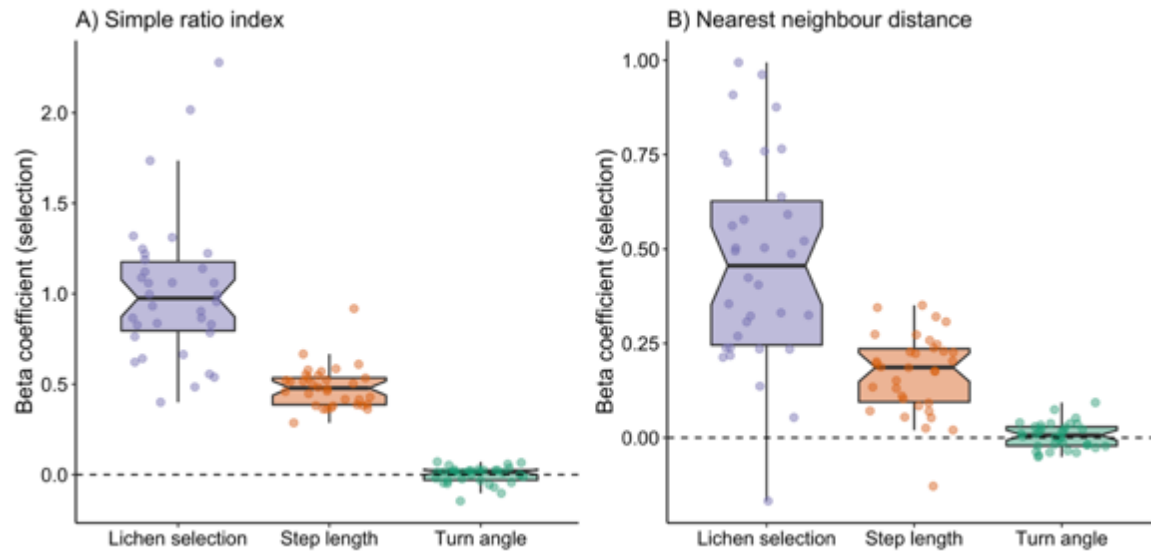 A) Simple ratio index
Beta coefficient (selection)
2.0
1.5
1.0
0.5
0.0
Lichen selection Step length Turn angle
B) Nearest neighbour distance
Beta coefficient (selection)
1.00
0.75
0.50
0.25
0.00
Lichen selection Step length Turn angle